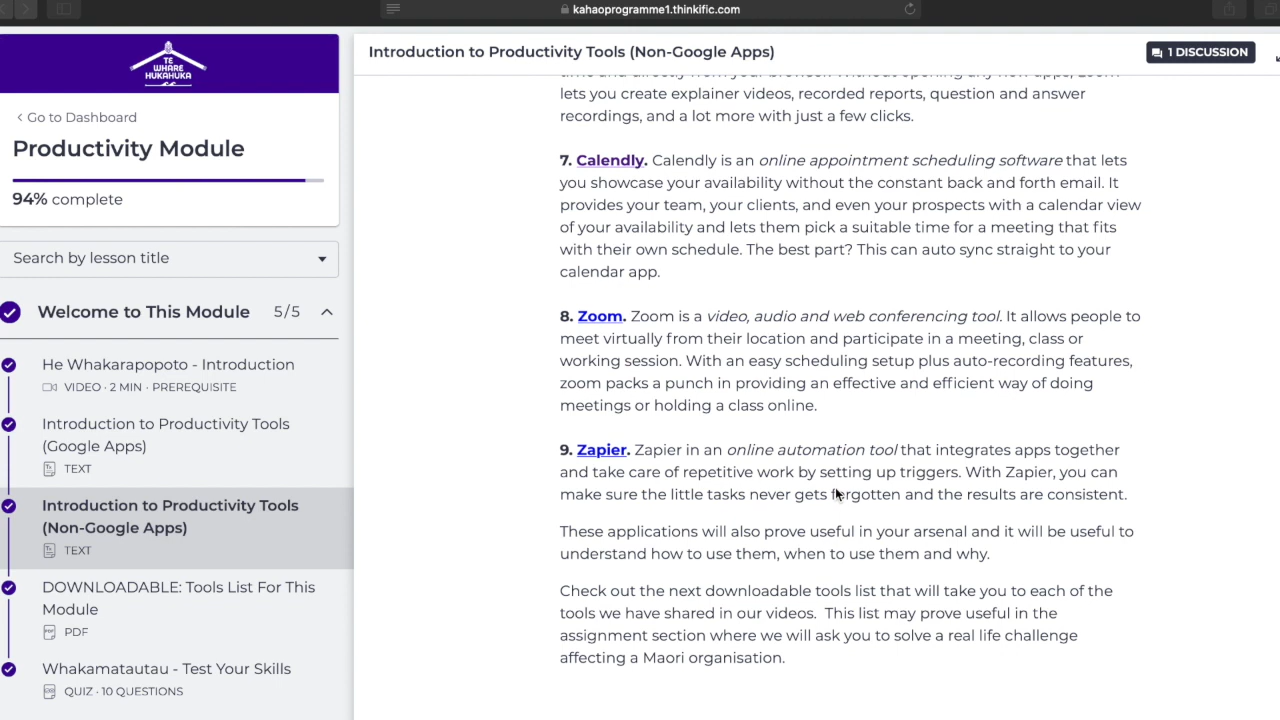 kahaoprogramme1.thinkific.com
TE
WHARE
HUKAHUKA
Go to Dashboard
Productivity Module
94% complete
Search by lesson title
Welcome to This Module 5/5
He Whakarapopoto - Introduction
VIDEO · 2 MIN · PREREQUISITE
Introduction to Productivity Tools
(Google Apps)
TEXT
Introduction to Productivity Tools
(Non-Google Apps)
TEXT
DOWNLOADABLE: Tools List For This
Module
PDF
Whakamatautau - Test Your Skills
QUIZ · 10 QUESTIONS
Introduction to Productivity Tools (Non-Google Apps)
1 DISCUSSION
lets you create explainer videos, recorded reports, question and answer
recordings, and a lot more with just a few clicks.
7. Calendly. Calendly is an online appointment scheduling software that lets
you showcase your availability without the constant back and forth email. It
provides your team, your clients, and even your prospects with a calendar view
of your availability and lets them pick a suitable time for a meeting that fits
with their own schedule. The best part? This can auto sync straight to your
calendar app.
8. Zoom. Zoom is a video, audio and web conferencing tool. It allows people to
meet virtually from their location and participate in a meeting, class or
working session. With an easy scheduling setup plus auto-recording features,
zoom packs a punch in providing an effective and efficient way of doing
meetings or holding a class online.
9. Zapier. Zapier in an online automation tool that integrates apps together
and take care of repetitive work by setting up triggers. With Zapier, you can
make sure the little tasks never gets forgotten and the results are consistent.
These applications will also prove useful in your arsenal and it will be useful to
understand how to use them, when to use them and why.
Check out the next downloadable tools list that will take you to each of the
tools we have shared in our videos. This list may prove useful in the
assignment section where we will ask you to solve a real life challenge
affecting a Maori organisation.